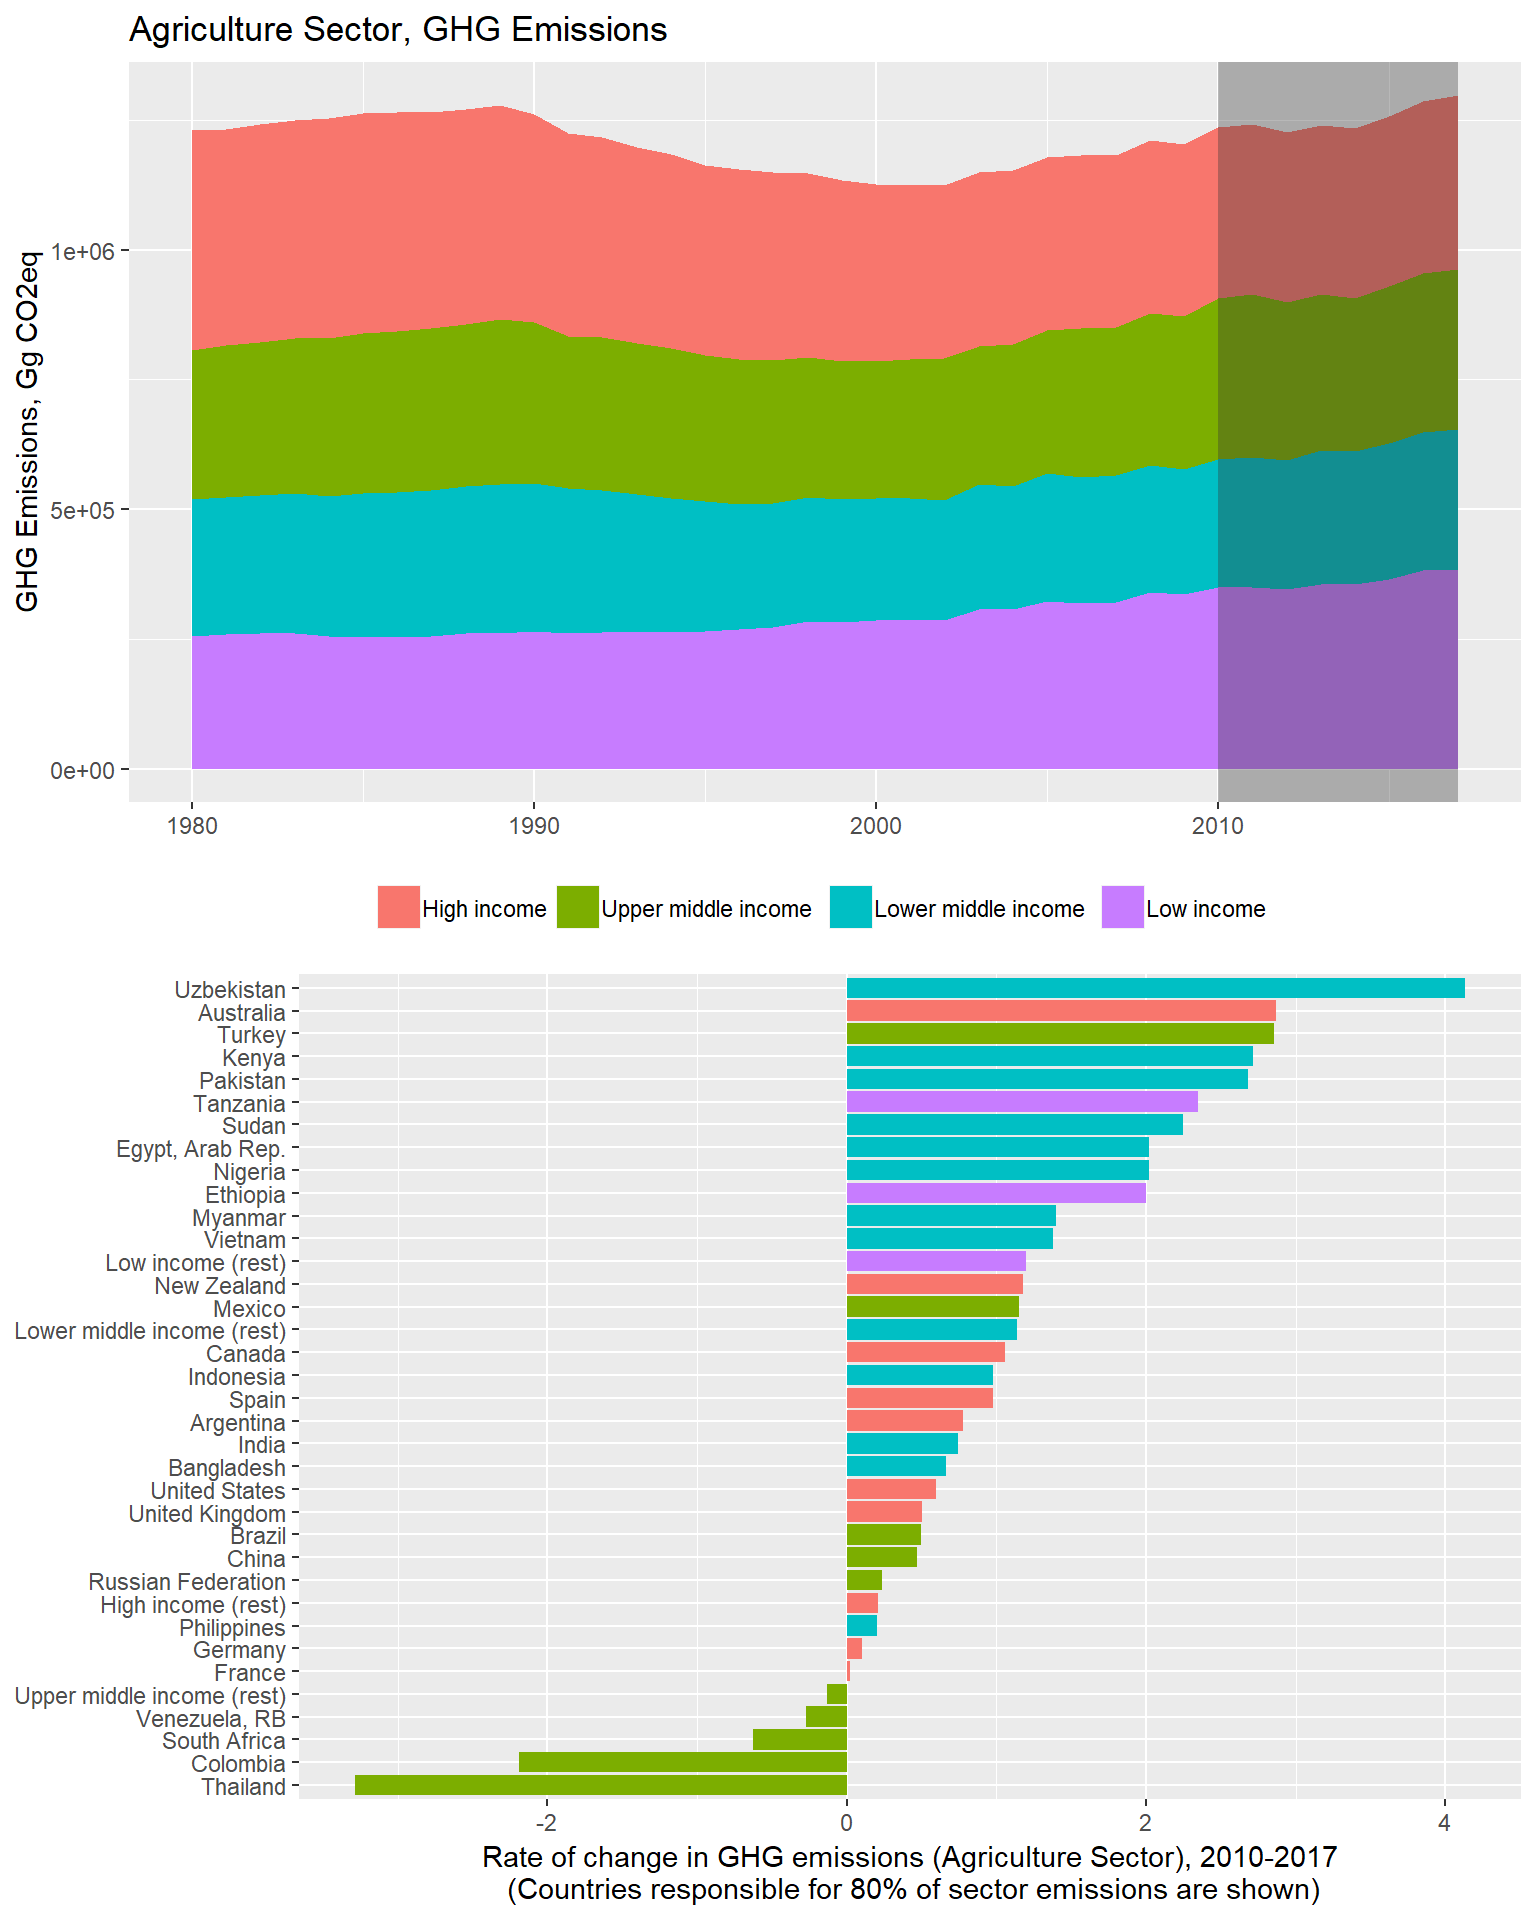 Agriculture Sector, GHG Emissions
GHG Emissions, Gg CO2eq
1e+06
5e+05
0e+00
1980 1990 2000 2010
High income Upper middle income Lower middle income Low income
Uzbekistan
Australia
Turkey
Kenya
Pakistan
Tanzania
Sudan
Egypt, Arab Rep.
Nigeria
Ethiopia
Myanmar
Vietnam
Low income (rest)
New Zealand
Mexico
Lower middle income (rest)
Canada
Indonesia
Spain
Argentina
India
Bangladesh
United States
United Kingdom
Brazil
China
Russian Federation
High income (rest)
Philippines
Germany
France
Upper middle income (rest)
Venezuela, RB
South Africa
Colombia
Thailand
-2 0 2 4
Rate of change in GHG emissions (Agriculture Sector), 2010-2017
(Countries responsible for 80% of sector emissions are shown)